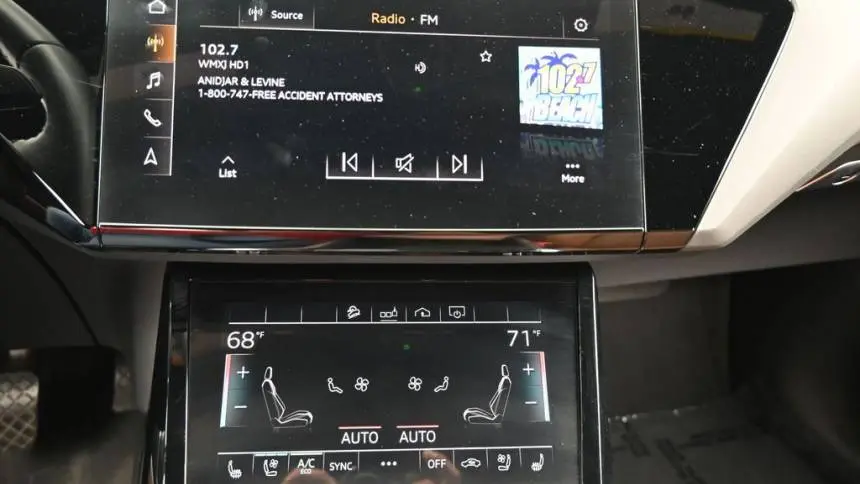 Source
Radio · FM
102.7
WMXJ HD1
ANIDJAR & LEVINE
1-800-747-FREE ACCIDENT ATTORNEYS
102.7
BEACH
List
More
68°F
71°F
+
+
−
−
AUTO
AUTO
A/C
ECO
SYNC
•••
OFF